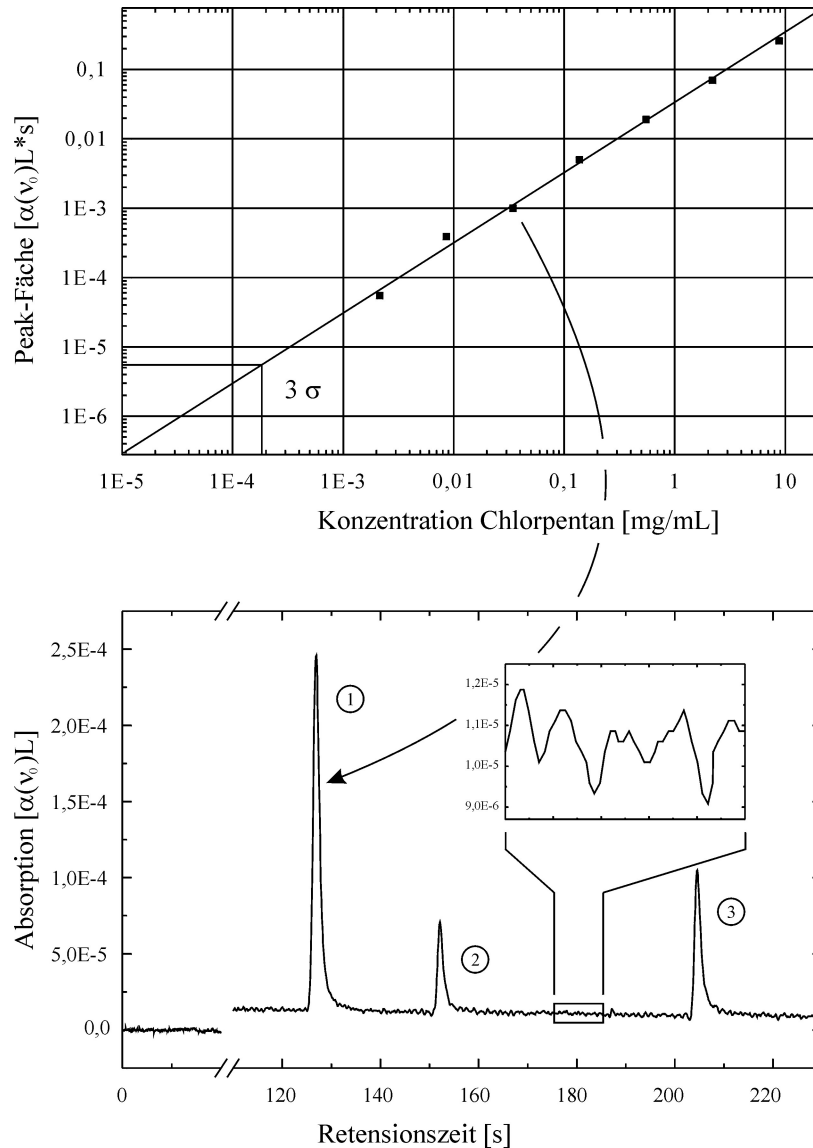 Peak-Fäche [α(ν₀)L*s]
0,1
0,01
1E-3
1E-4
1E-5
1E-6
3 σ
1E-5 1E-4 1E-3 0,01 0,1 1 10
Konzentration Chlorpentan [mg/mL]
Absorption [α(ν₀)L]
2,5E-4
2,0E-4
1,5E-4
1,0E-4
5,0E-5
0,0
1
2
3
1,2E-5
1,1E-5
1,0E-5
9,0E-6
0 120 140 160 180 200 220
Retensionszeit [s]